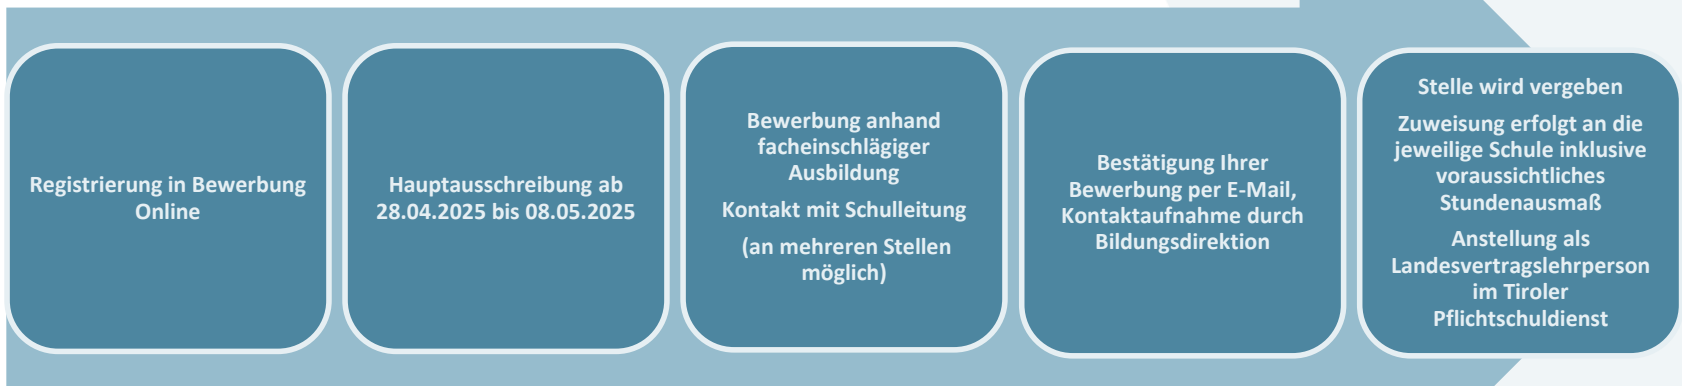 Registrierung in Bewerbung
Online
Hauptausschreibung ab
28.04.2025 bis 08.05.2025
Bewerbung anhand
facheinschlägiger
Ausbildung
Kontakt mit Schulleitung
(an mehreren Stellen
möglich)
Bestätigung Ihrer
Bewerbung per E-Mail,
Kontaktaufnahme durch
Bildungsdirektion
Stelle wird vergeben
Zuweisung erfolgt an die
jeweilige Schule inklusive
voraussichtliches
Stundenausmaß
Anstellung als
Landesvertragslehrperson
im Tiroler
Pflichtschuldienst